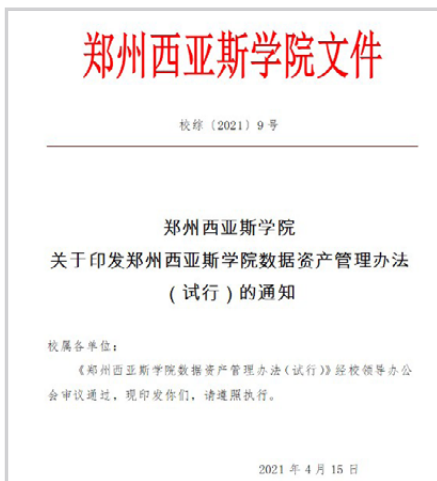 郑州西亚斯学院文件
校综〔2021〕9号
郑州西亚斯学院
关于印发郑州西亚斯学院数据资产管理办法
（试行）的通知
校属各单位：
《郑州西亚斯学院数据资产管理办法（试行）》经校领导办公
会审议通过，现印发你们，请遵照执行。
2021年4月15日